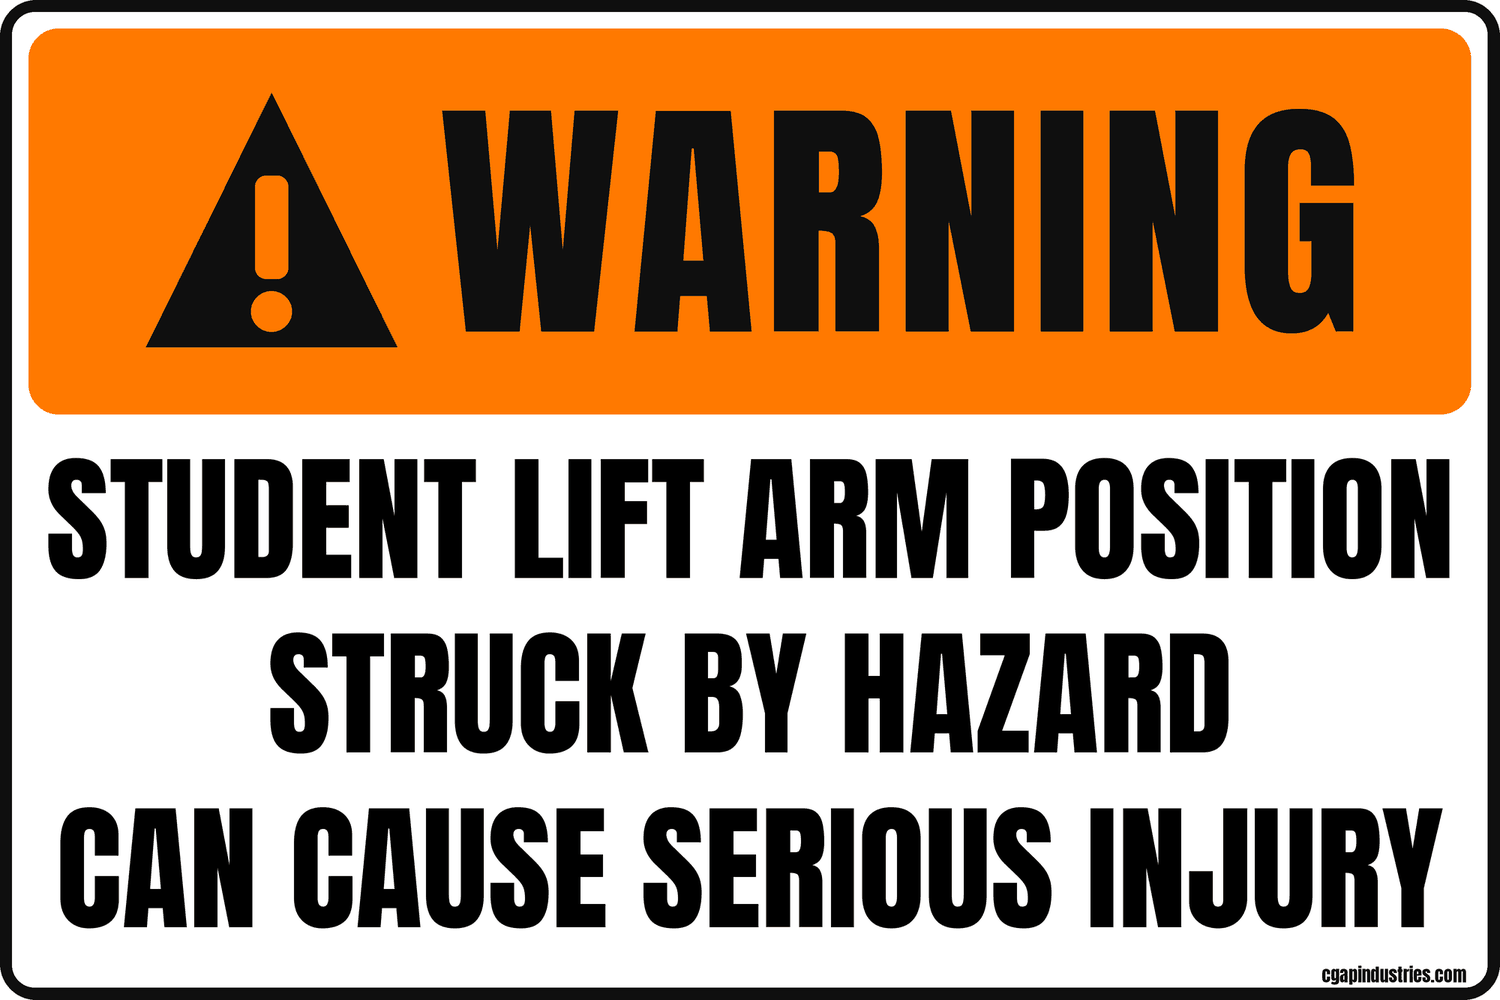 WARNING
STUDENT LIFT ARM POSITION
STRUCK BY HAZARD
CAN CAUSE SERIOUS INJURY
cgapindustries.com